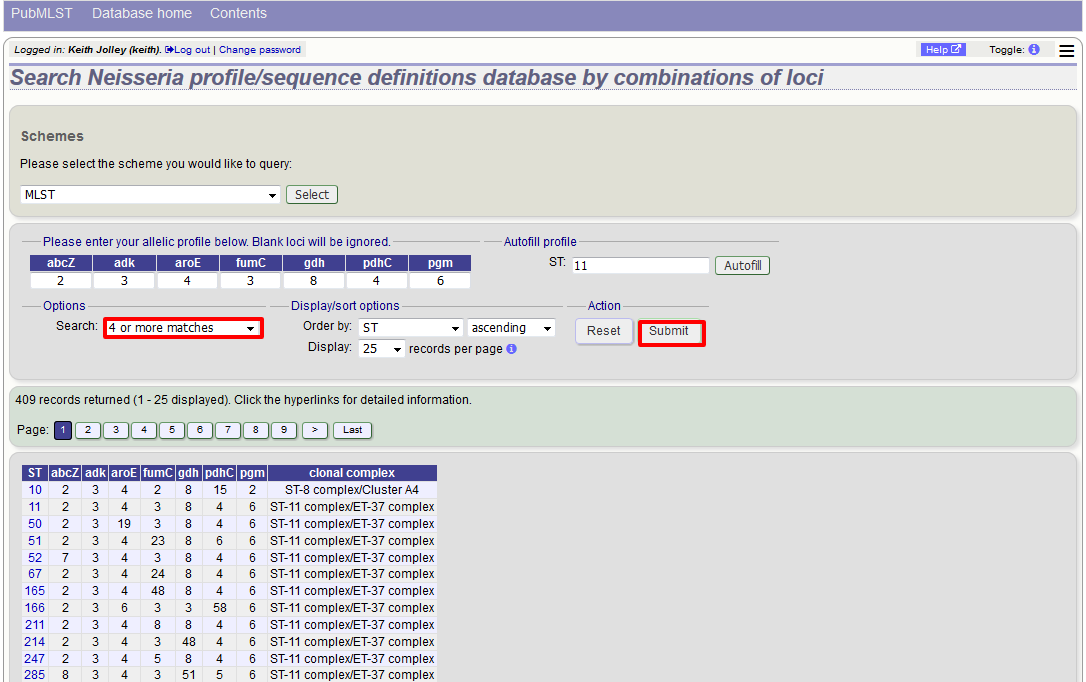 PubMLST Database home Contents
Logged in: Keith Jolley (keith). Log out | Change password Help Toggle:
Search Neisseria profile/sequence definitions database by combinations of loci
Schemes
Please select the scheme you would like to query:
MLST Select
Please enter your allelic profile below. Blank loci will be ignored. Autofill profile
abcZ adk aroE fumC gdh pdhC pgm
2 3 4 3 8 4 6
ST: 11 Autofill
Options Display/sort options Action
Search: 4 or more matches Order by: ST ascending Reset Submit
Display: 25 records per page
409 records returned (1 - 25 displayed). Click the hyperlinks for detailed information.
Page: 1 2 3 4 5 6 7 8 9 > Last
ST abcZ adk aroE fumC gdh pdhC pgm clonal complex
10 2 3 4 2 8 15 2 ST-8 complex/Cluster A4
11 2 3 4 3 8 4 6 ST-11 complex/ET-37 complex
50 2 3 19 3 8 4 6 ST-11 complex/ET-37 complex
51 2 3 4 23 8 6 6 ST-11 complex/ET-37 complex
52 7 3 4 3 8 4 6 ST-11 complex/ET-37 complex
67 2 3 4 24 8 4 6 ST-11 complex/ET-37 complex
165 2 3 4 48 8 4 6 ST-11 complex/ET-37 complex
166 2 3 6 3 3 58 6 ST-11 complex/ET-37 complex
211 2 3 4 8 8 4 6 ST-11 complex/ET-37 complex
214 2 3 4 3 48 4 6 ST-11 complex/ET-37 complex
247 2 3 4 5 8 4 6 ST-11 complex/ET-37 complex
285 8 3 4 3 51 5 6 ST-11 complex/ET-37 complex